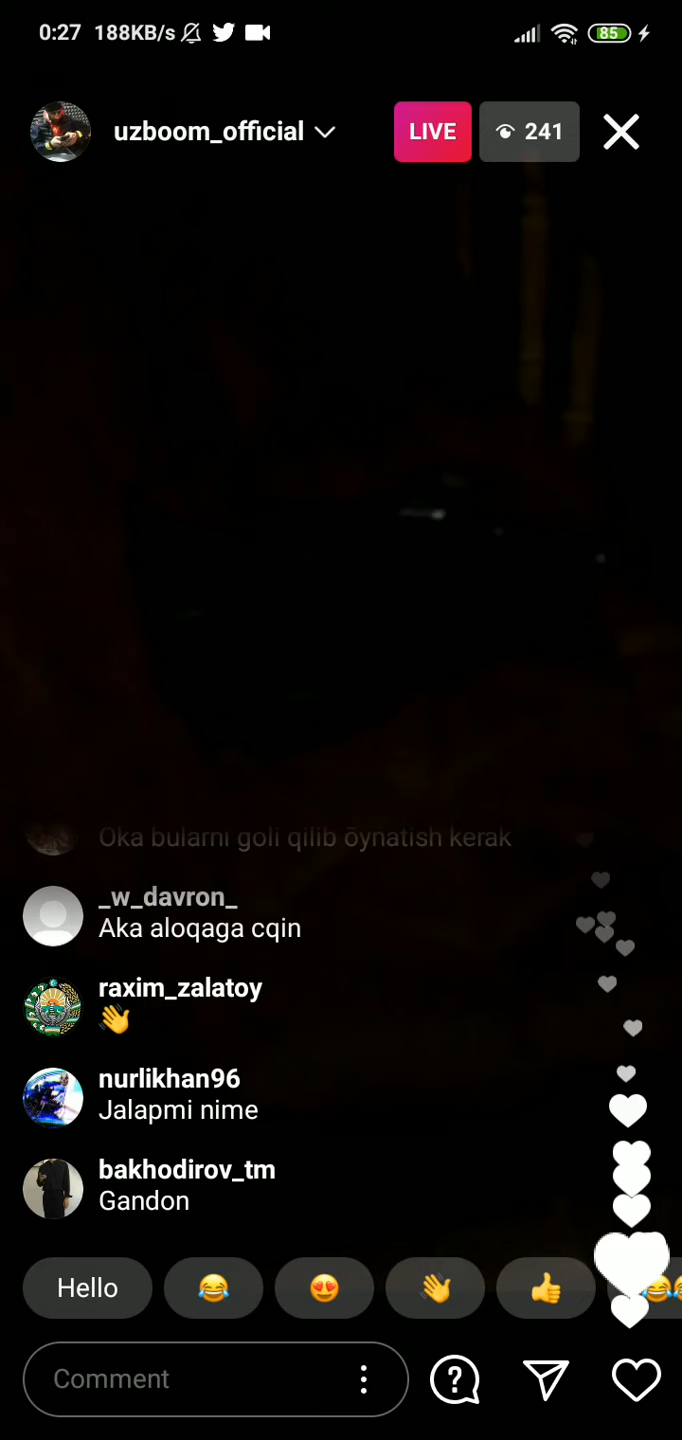 0:27 188KB/s 85
uzboom_official LIVE 241
Oka bularni goli qilib õynatish kerak
_w_davron_
Aka aloqaga cqin
raxim_zalatoy
👋
nurlikhan96
Jalapmi nime
bakhodirov_tm
Gandon
Hello 😂 😍 👋 👍 😂
Comment